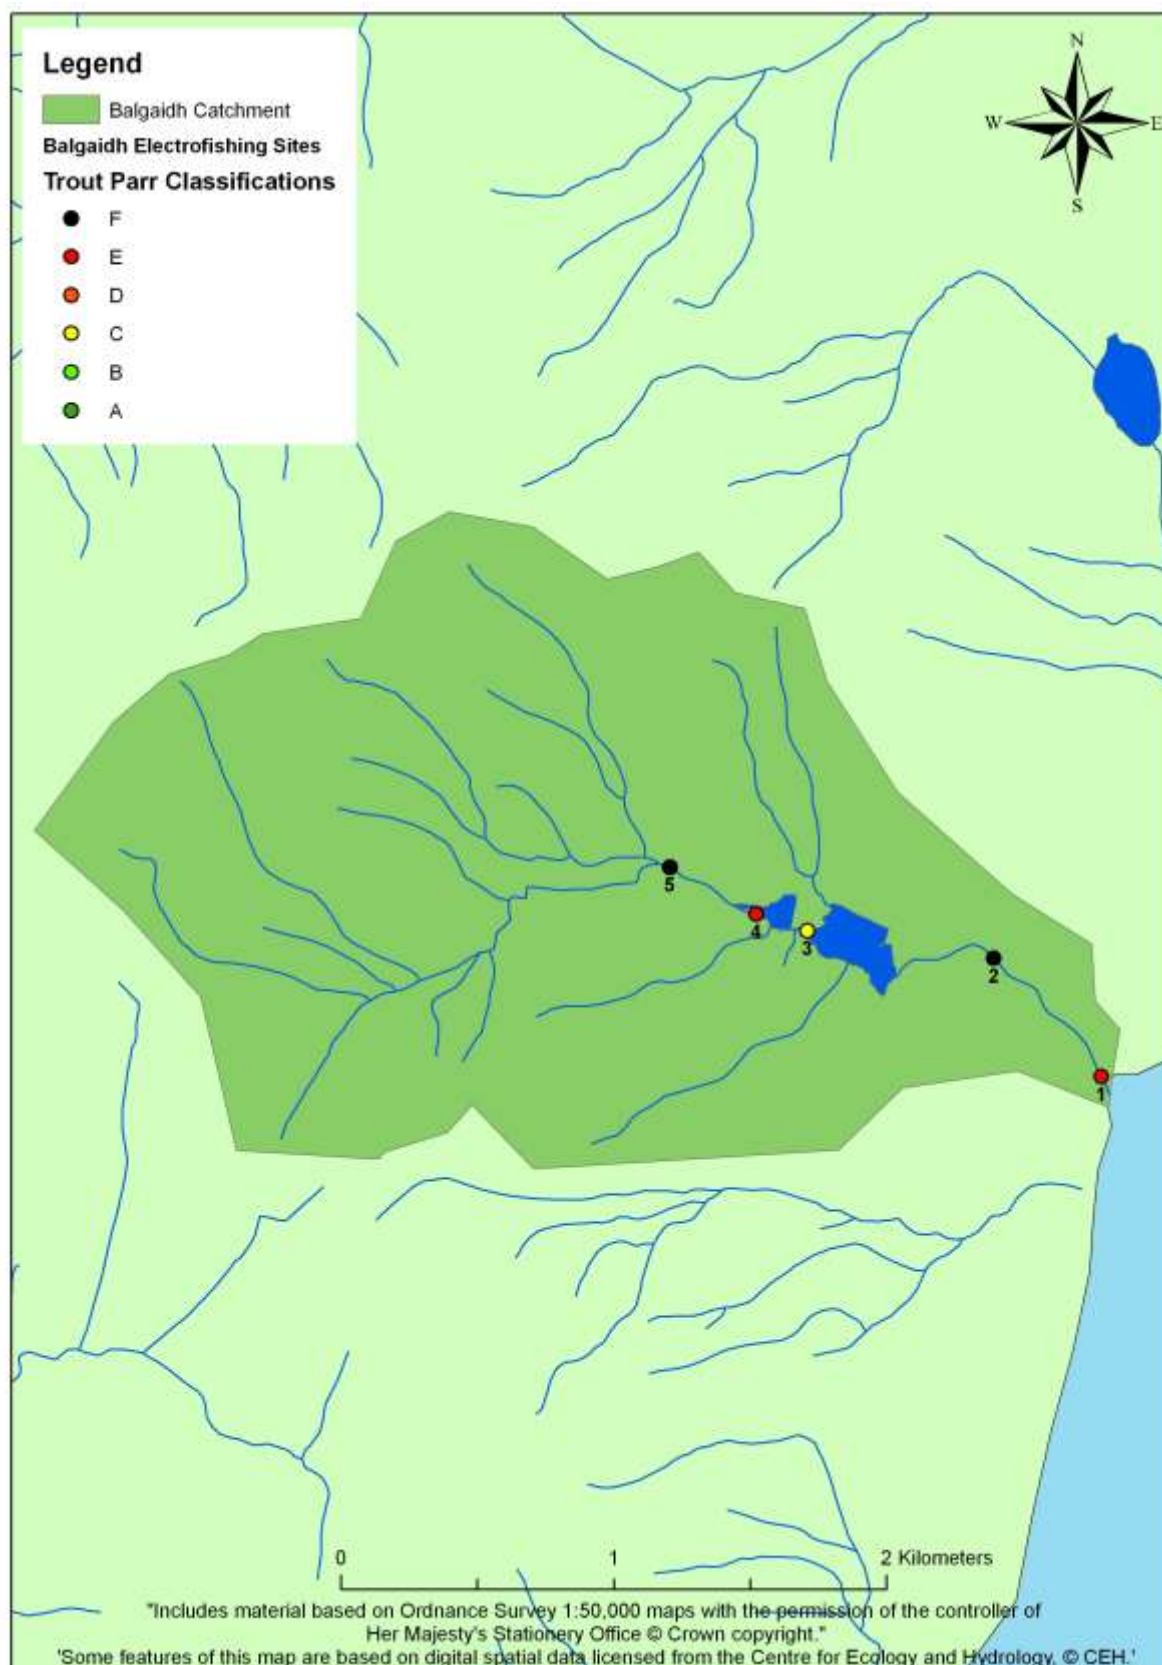 Legend
Balgaidh Catchment
Balgaidh Electrofishing Sites
Trout Parr Classifications
F
E
D
C
B
A
N
W
E
S
5
4
3
2
1
0
1
2 Kilometers
"Includes material based on Ordnance Survey 1:50,000 maps with the permission of the controller of
Her Majesty's Stationery Office © Crown copyright."
'Some features of this map are based on digital spatial data licensed from the Centre for Ecology and Hydrology, © CEH.'